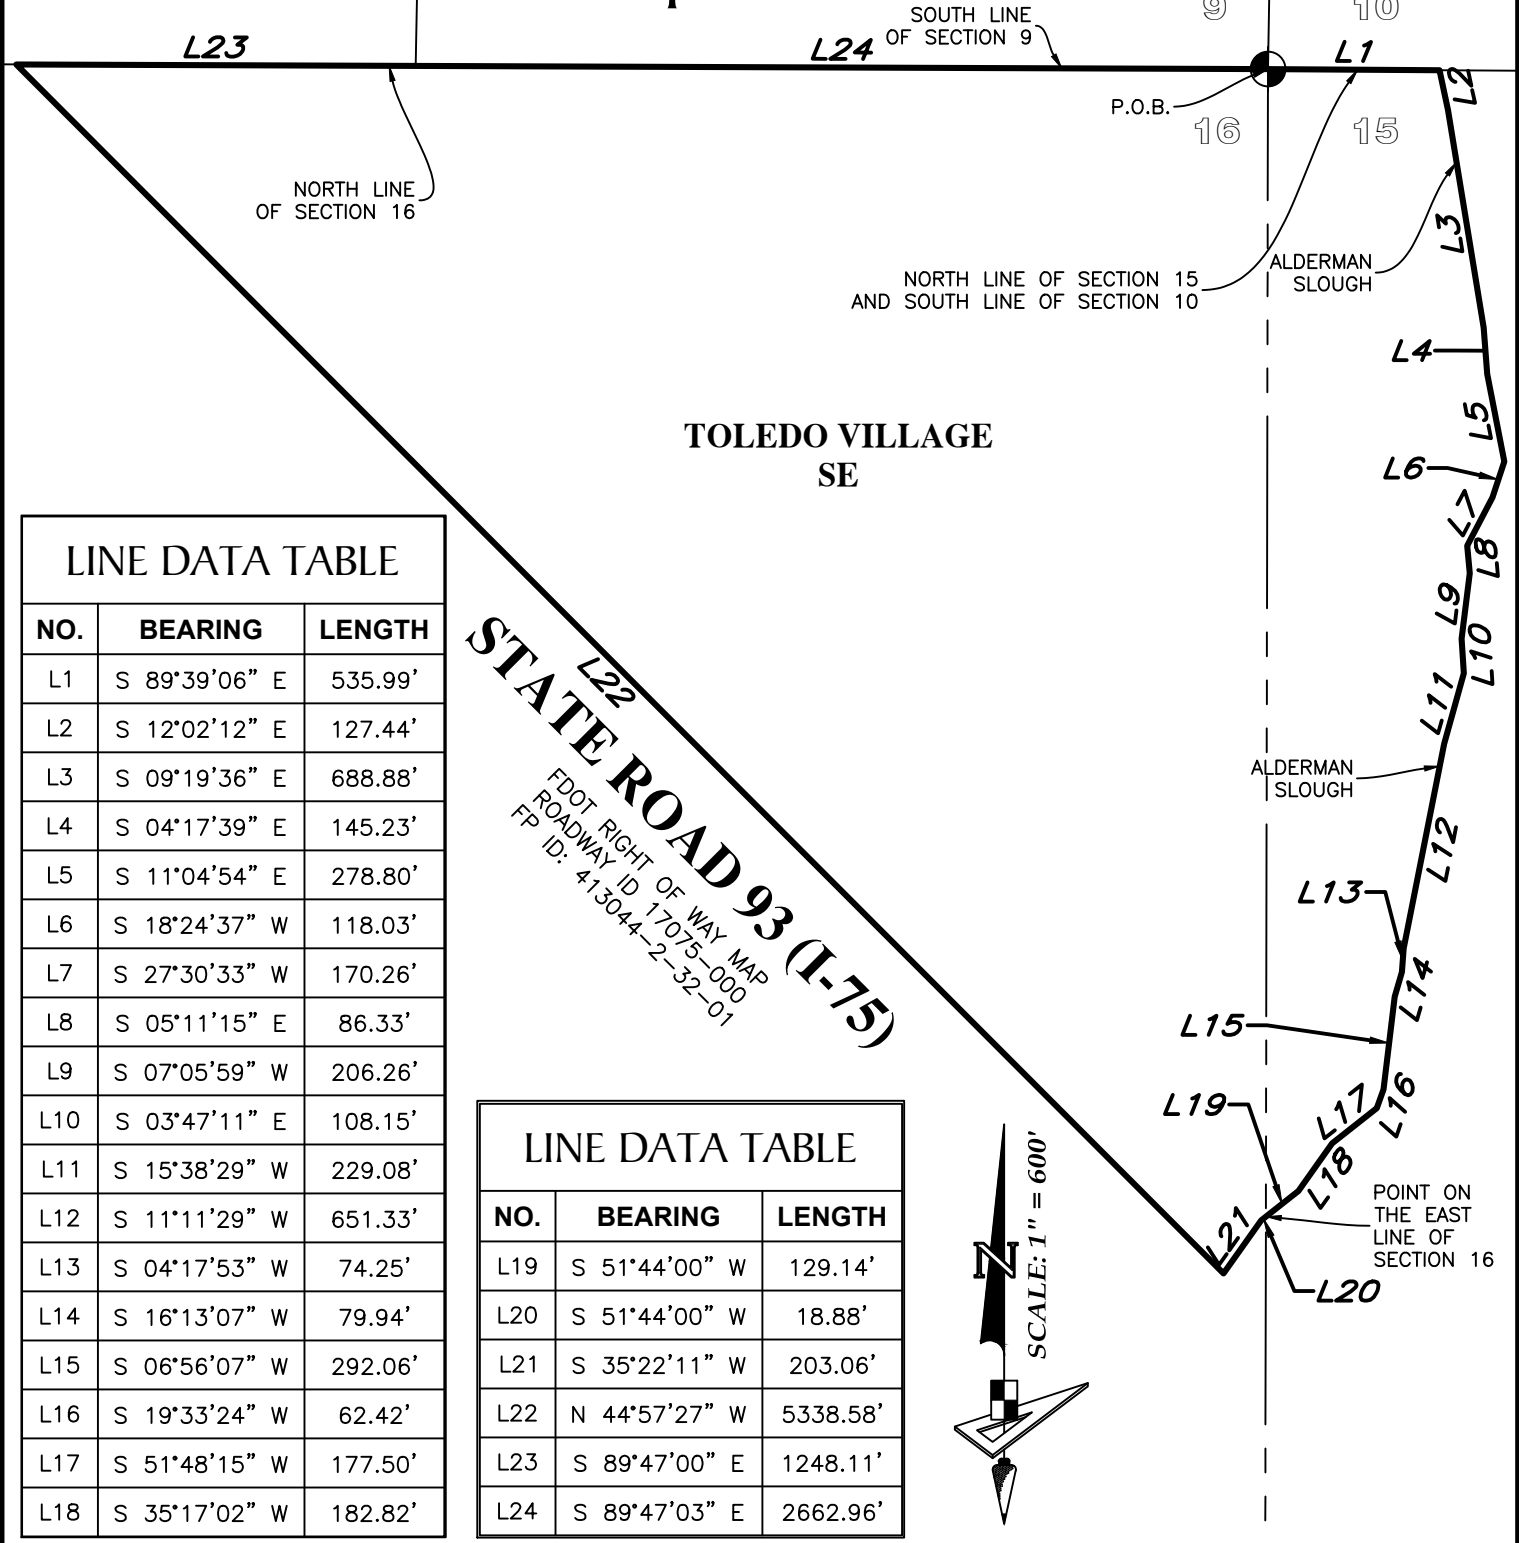 9
10
SOUTH LINE
OF SECTION 9
L23
L24
L1
L2
P.O.B.
16
15
NORTH LINE
OF SECTION 16
L3
ALDERMAN
SLOUGH
NORTH LINE OF SECTION 15
AND SOUTH LINE OF SECTION 10
L4
TOLEDO VILLAGE
SE
L5
L6
L7
L8
L9
L10
L11
L22
STATE ROAD 93 (I-75)
FDOT RIGHT OF WAY MAP
ROADWAY ID 17075-000
FP ID: 413044-2-32-01
ALDERMAN
SLOUGH
L12
L13
L14
L15
L16
L17
L18
L19
POINT ON
THE EAST
LINE OF
SECTION 16
L21
L20
LINE DATA TABLE
NO. BEARING LENGTH
L1 S 89°39'06" E 535.99'
L2 S 12°02'12" E 127.44'
L3 S 09°19'36" E 688.88'
L4 S 04°17'39" E 145.23'
L5 S 11°04'54" E 278.80'
L6 S 18°24'37" W 118.03'
L7 S 27°30'33" W 170.26'
L8 S 05°11'15" E 86.33'
L9 S 07°05'59" W 206.26'
L10 S 03°47'11" E 108.15'
L11 S 15°38'29" W 229.08'
L12 S 11°11'29" W 651.33'
L13 S 04°17'53" W 74.25'
L14 S 16°13'07" W 79.94'
L15 S 06°56'07" W 292.06'
L16 S 19°33'24" W 62.42'
L17 S 51°48'15" W 177.50'
L18 S 35°17'02" W 182.82'
LINE DATA TABLE
NO. BEARING LENGTH
L19 S 51°44'00" W 129.14'
L20 S 51°44'00" W 18.88'
L21 S 35°22'11" W 203.06'
L22 N 44°57'27" W 5338.58'
L23 S 89°47'00" E 1248.11'
L24 S 89°47'03" E 2662.96'
N
SCALE: 1" = 600'